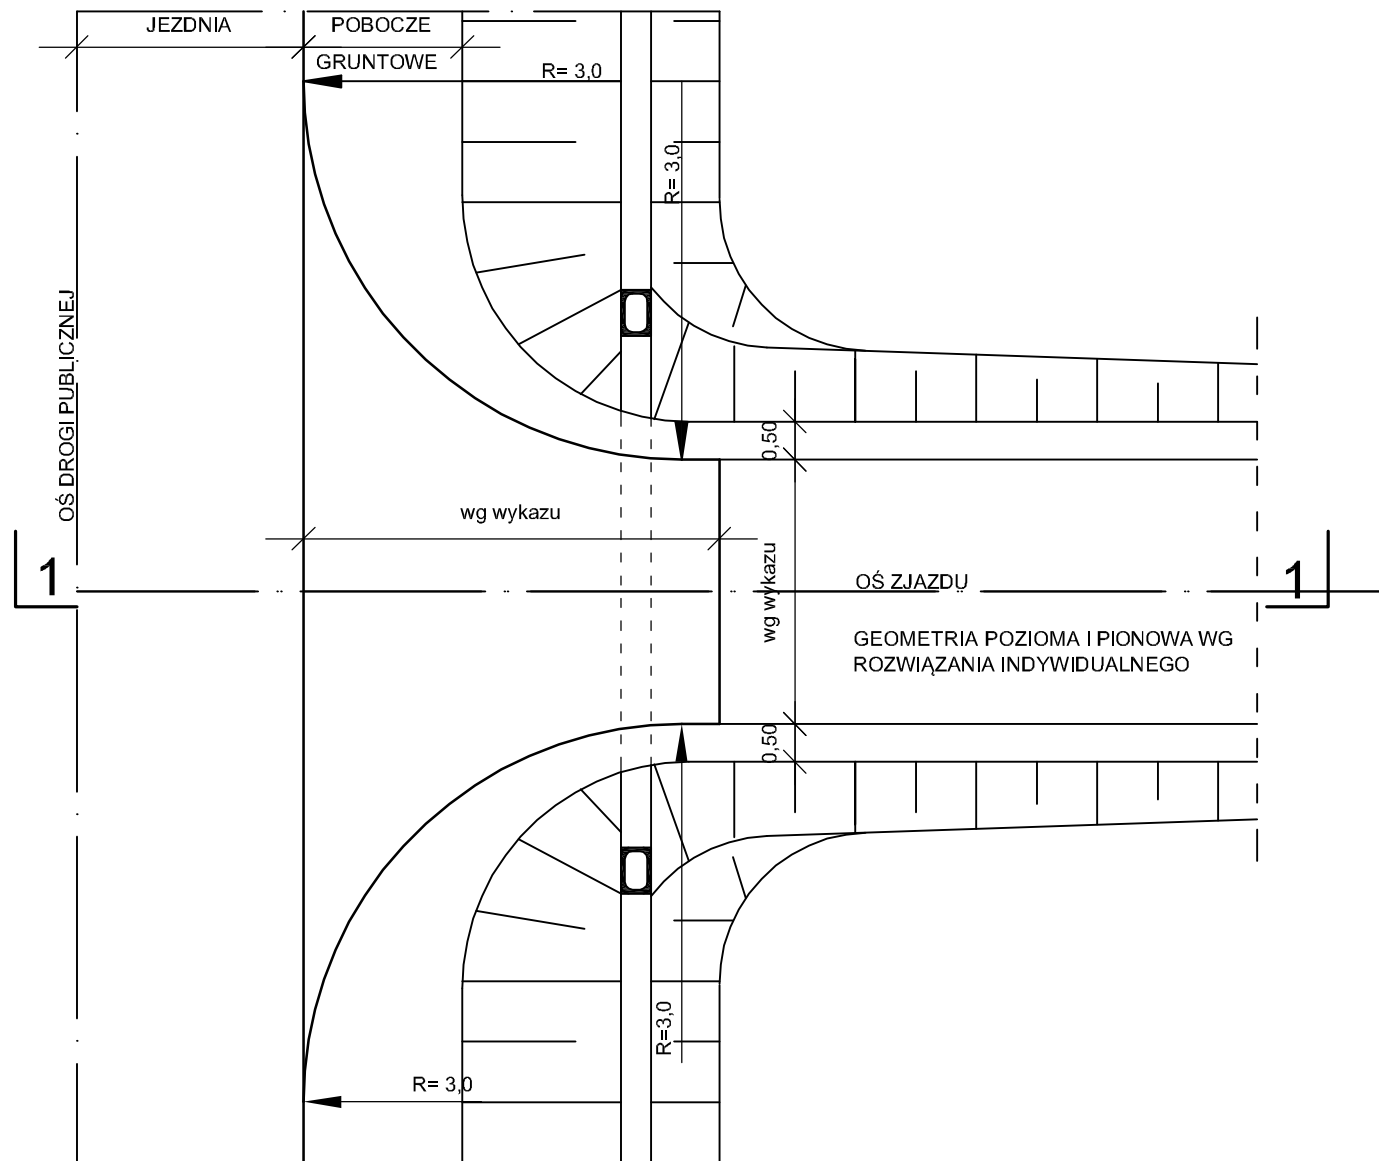 JEZDNIA
POBOCZE
GRUNTOWE
R= 3,0
R= 3,0
OŚ DROGI PUBLICZNEJ
0,50
wg wykazu
wg wykazu
1
OŚ ZJAZDU
1
GEOMETRIA POZIOMA I PIONOWA WG
ROZWIĄZANIA INDYWIDUALNEGO
0,50
R=3,0
R= 3,0